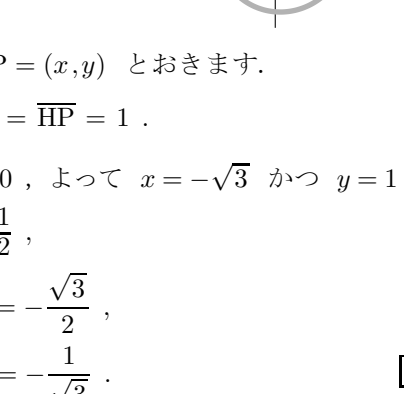 P = (x, y) とおきます.
= \overline{HP} = 1 .
0 , よって x = −√3 かつ y = 1
1/2 ,
= −√3/2 ,
= −1/√3 .